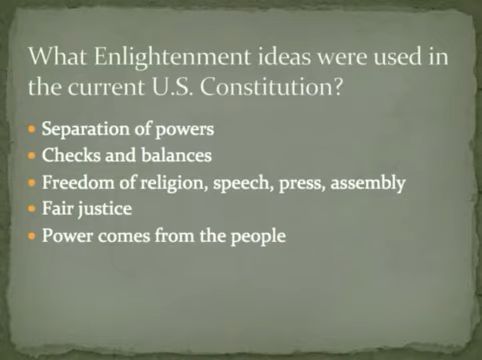 What Enlightenment ideas were used in
the current U.S. Constitution?
Separation of powers
Checks and balances
Freedom of religion, speech, press, assembly
Fair justice
Power comes from the people